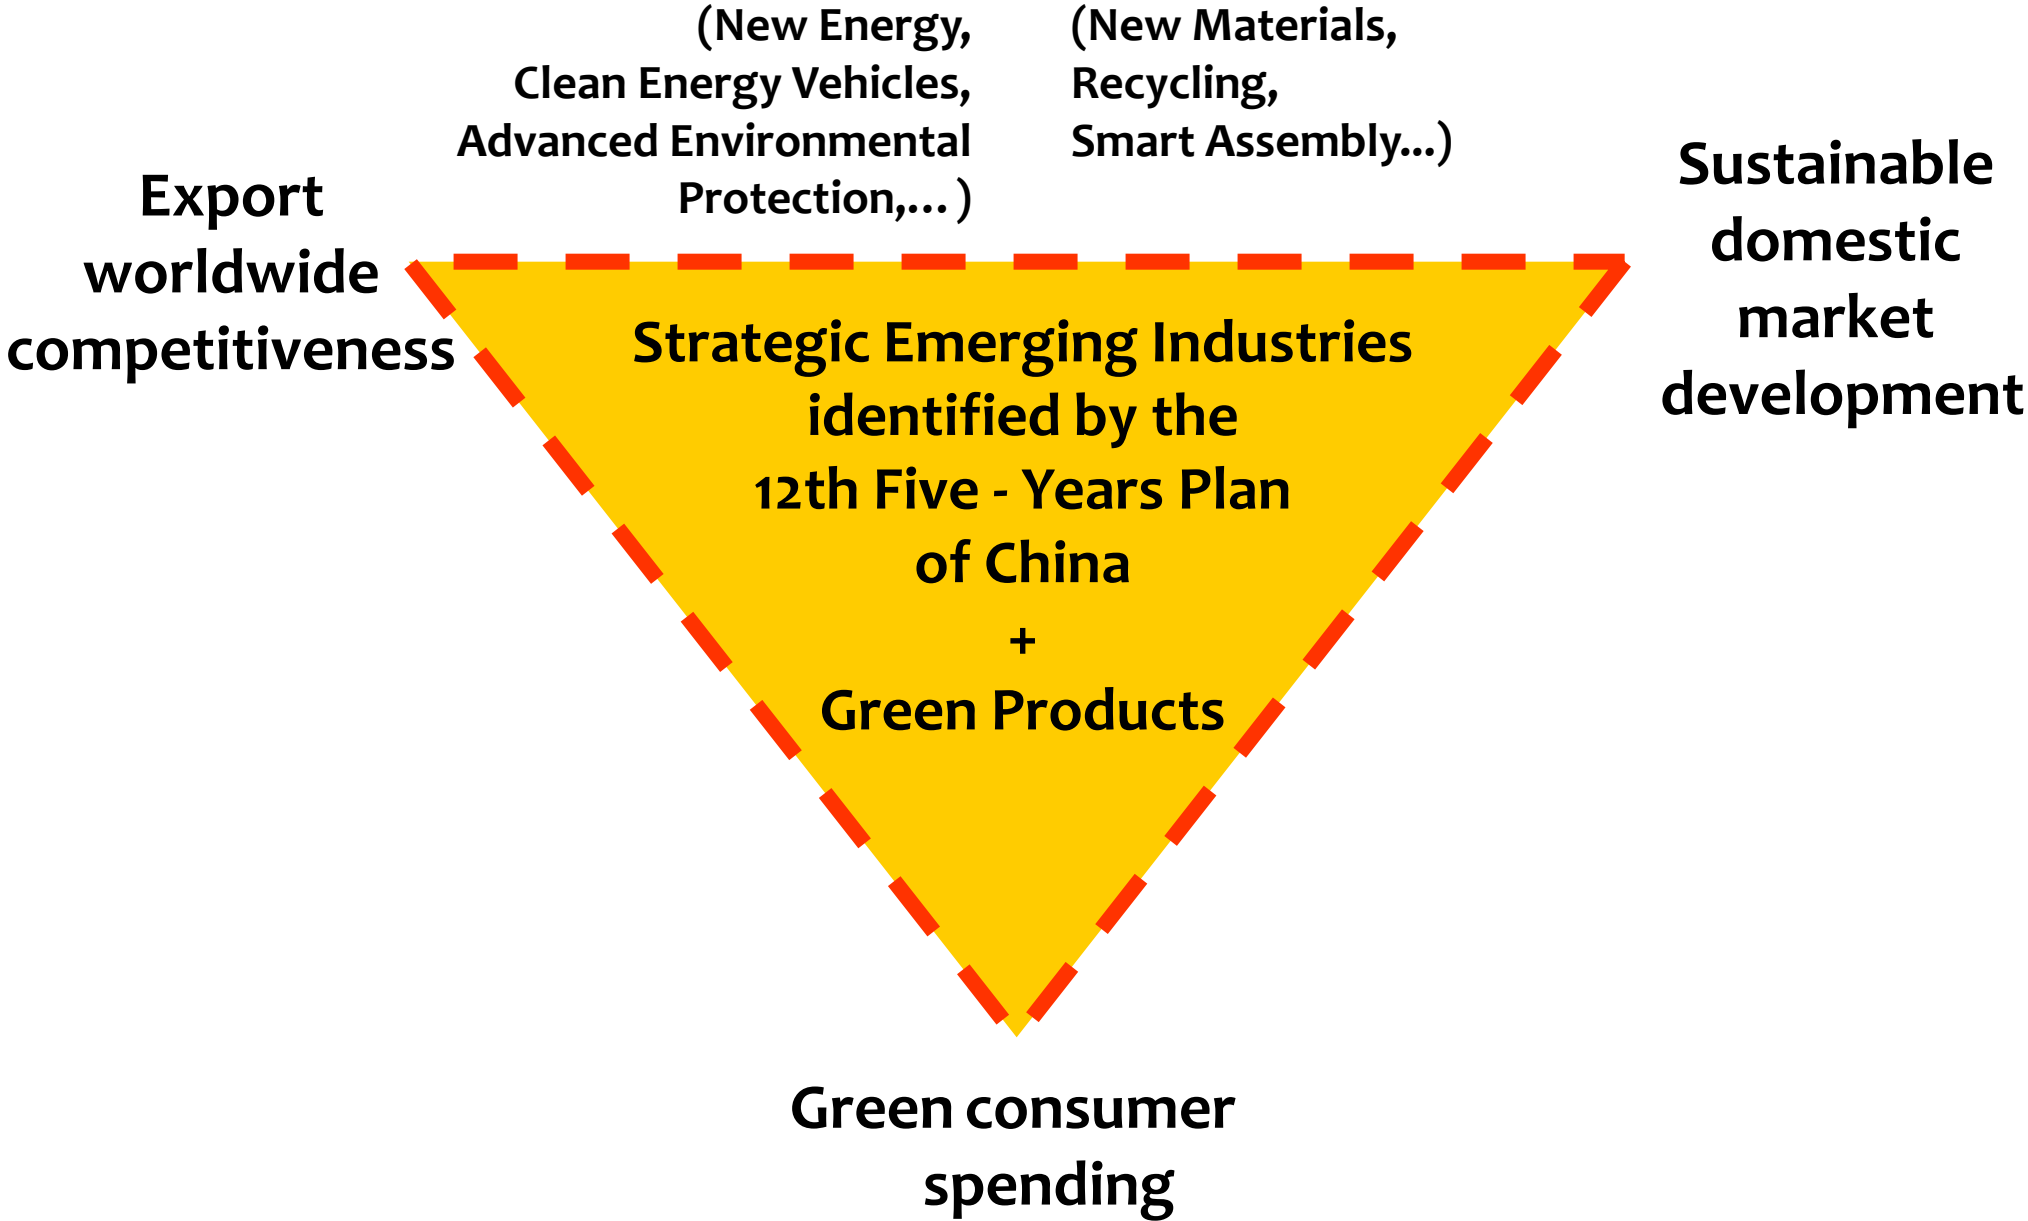 (New Energy,
Clean Energy Vehicles,
Advanced Environmental
Protection,... )
(New Materials,
Recycling,
Smart Assembly...)
Export
worldwide
competitiveness
Sustainable
domestic
market
development
Strategic Emerging Industries
identified by the
12th Five - Years Plan
of China
+
Green Products
Green consumer
spending